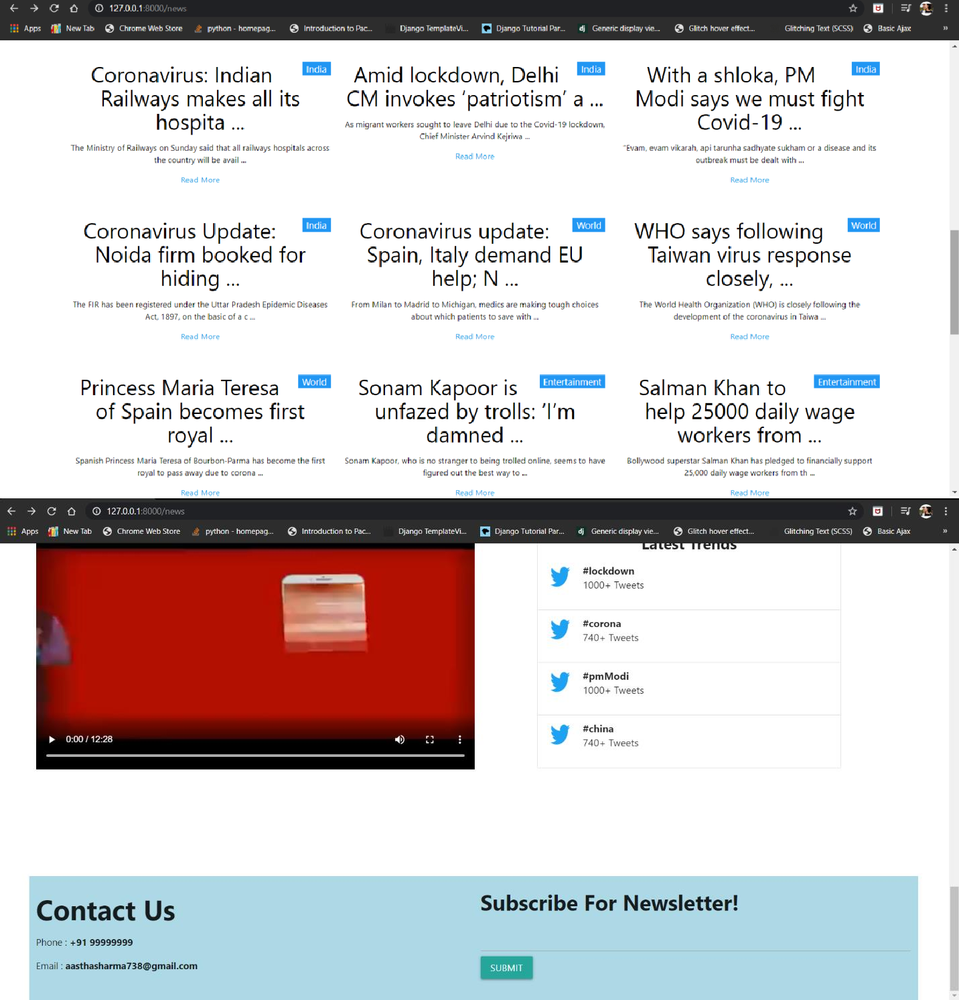 127.0.0.1:8000/news
Apps New Tab Chrome Web Store python - homepag... Introduction to Pac... Django TemplateVi... Django Tutorial Par... Generic display vie... Glitch hover effect... Glitching Text (SCSS) Basic Ajax »
Coronavirus: Indian India
Railways makes all its
hospita ...
The Ministry of Railways on Sunday said that all railways hospitals across
the country will be avail ...
Read More
Amid lockdown, Delhi India
CM invokes ‘patriotism’ a ...
As migrant workers sought to leave Delhi due to the Covid-19 lockdown,
Chief Minister Arvind Kejriwa ...
Read More
With a shloka, PM India
Modi says we must fight
Covid-19 ...
“Evam, evam vikarah, api tarunha sadhyate sukham or a disease and its
outbreak must be dealt with ...
Read More
Coronavirus Update: India
Noida firm booked for
hiding ...
The FIR has been registered under the Uttar Pradesh Epidemic Diseases
Act, 1897, on the basic of a c ...
Read More
Coronavirus update: World
Spain, Italy demand EU
help; N ...
From Milan to Madrid to Michigan, medics are making tough choices
about which patients to save with ...
Read More
WHO says following World
Taiwan virus response
closely, ...
The World Health Organization (WHO) is closely following the
development of the coronavirus in Taiwa ...
Read More
Princess Maria Teresa World
of Spain becomes first
royal ...
Spanish Princess Maria Teresa of Bourbon-Parma has become the first
royal to pass away due to corona ...
Read More
Sonam Kapoor is Entertainment
unfazed by trolls: ‘I’m
damned ...
Sonam Kapoor, who is no stranger to being trolled online, seems to have
figured out the best way to ...
Read More
Salman Khan to Entertainment
help 25000 daily wage
workers from ...
Bollywood superstar Salman Khan has pledged to financially support
25,000 daily wage workers from th ...
Read More
127.0.0.1:8000/news
Apps New Tab Chrome Web Store python - homepag... Introduction to Pac... Django TemplateVi... Django Tutorial Par... dj Generic display vie... Glitch hover effect... Glitching Text (SCSS) Basic Ajax »
0:00 / 12:28
Latest Trends
#lockdown
1000+ Tweets
#corona
740+ Tweets
#pmModi
1000+ Tweets
#china
740+ Tweets
Contact Us
Phone : +91 99999999
Email : aasthasharma738@gmail.com
Subscribe For Newsletter!
SUBMIT